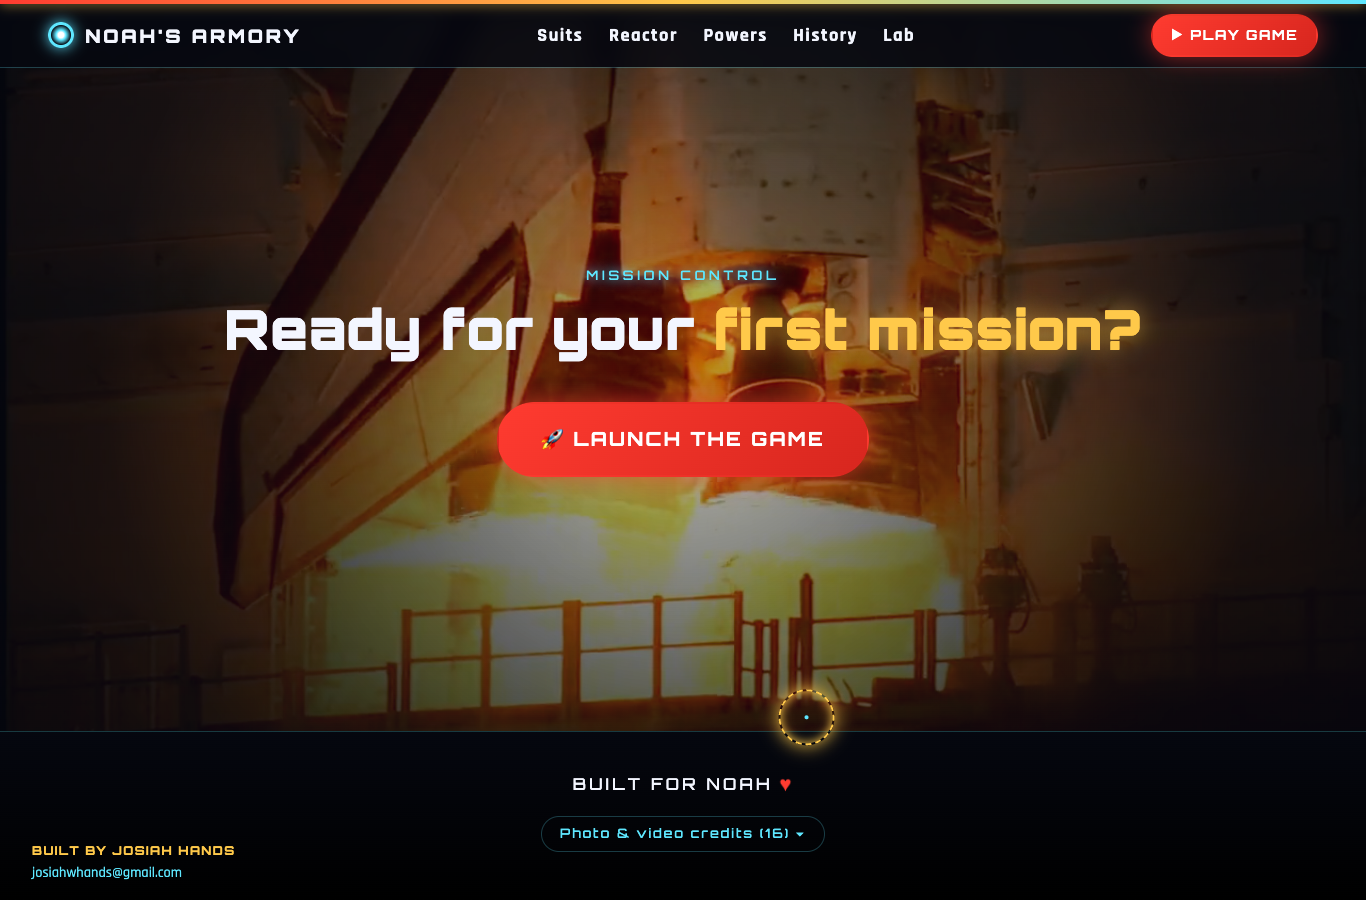 NOAH'S ARMORY
Suits Reactor Powers History Lab
▶ PLAY GAME
MISSION CONTROL
Ready for your first mission?
🚀 LAUNCH THE GAME
BUILT FOR NOAH ♥
Photo & video credits (16) ▾
BUILT BY JOSIAH HANDS
josiahwhands@gmail.com